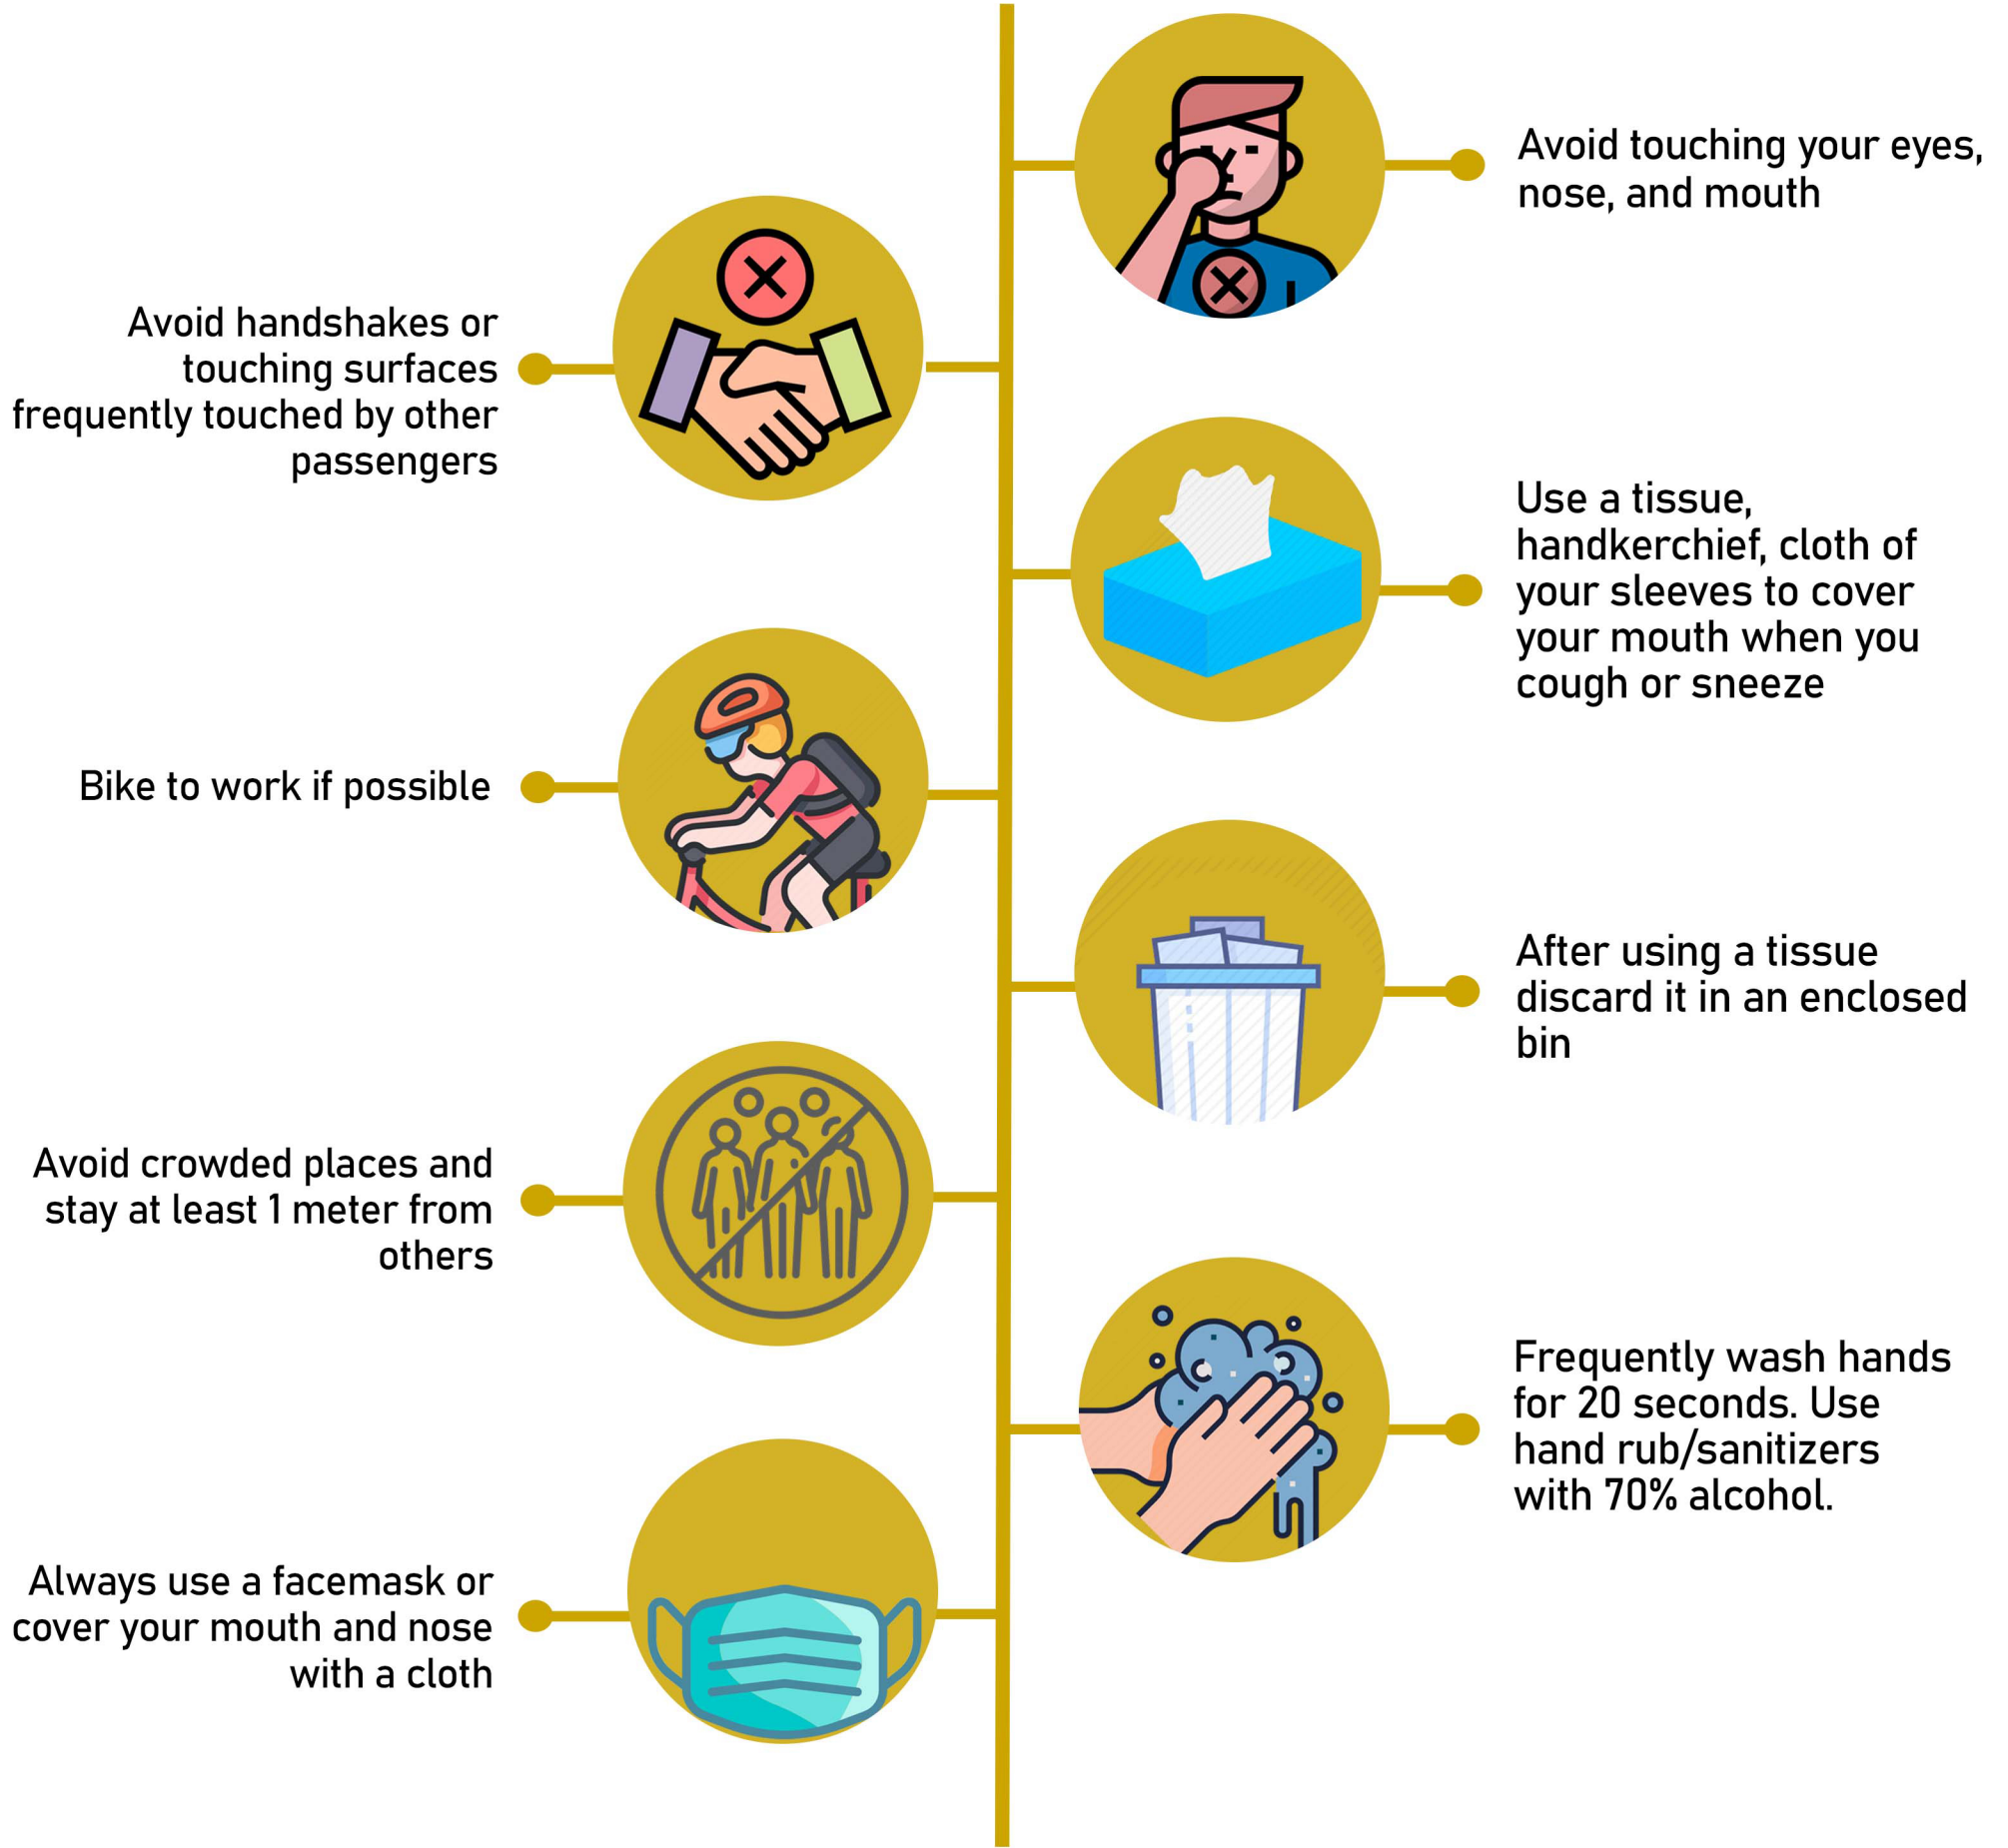 Avoid touching your eyes,
nose, and mouth
Avoid handshakes or
touching surfaces
frequently touched by other
passengers
Use a tissue,
handkerchief, cloth of
your sleeves to cover
your mouth when you
cough or sneeze
Bike to work if possible
After using a tissue
discard it in an enclosed
bin
Avoid crowded places and
stay at least 1 meter from
others
Frequently wash hands
for 20 seconds. Use
hand rub/sanitizers
with 70% alcohol.
Always use a facemask or
cover your mouth and nose
with a cloth